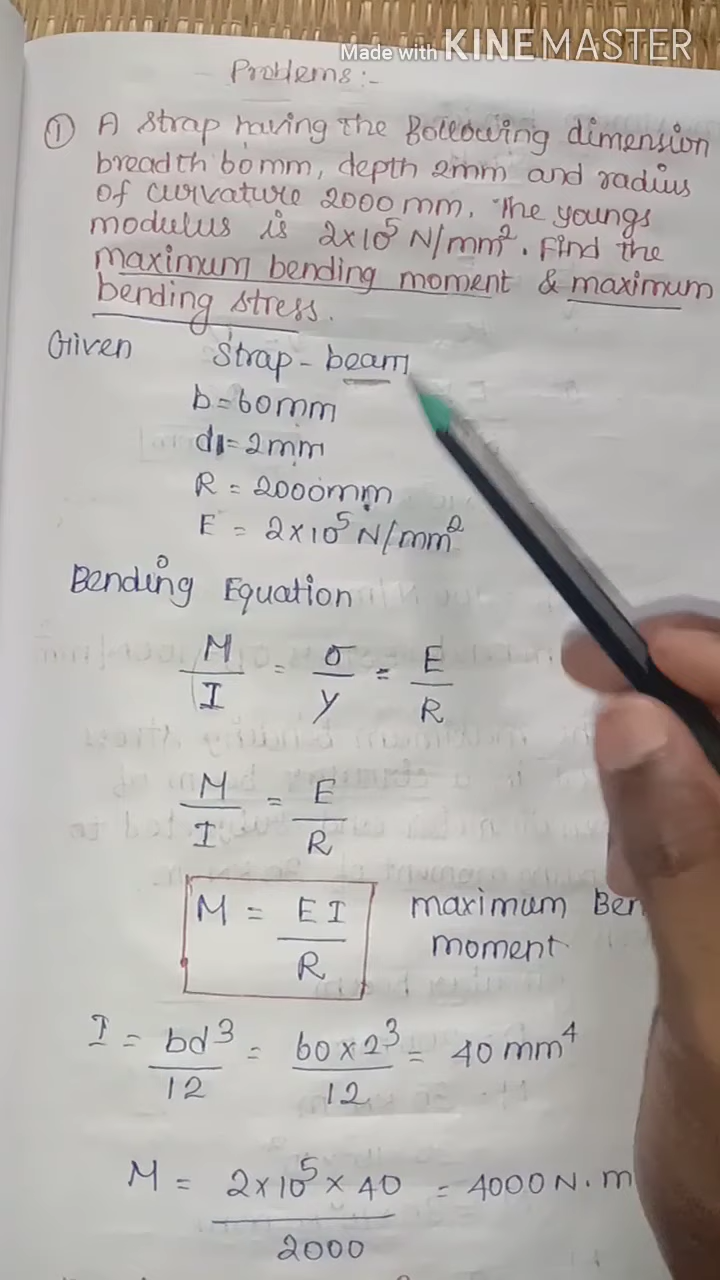 Made with KINEMASTER
Problems:-
① A strap having the following dimension
breadth 60mm, depth 2mm and radius
of curvature 2000 mm. The youngs
modulus is 2×10⁵ N/mm². Find the
maximum bending moment & maximum
bending stress.
Given Strap - beam
b = 60mm
d = 2mm
R = 2000mm
E = 2×10⁵ N/mm²
Bending Equation
M/I = σ/y = E/R
M/I = E/R
M = EI/R maximum Ben
moment
I = bd³/12 = 60×2³/12 = 40 mm⁴
M = 2×10⁵ × 40/2000 = 4000 N.m